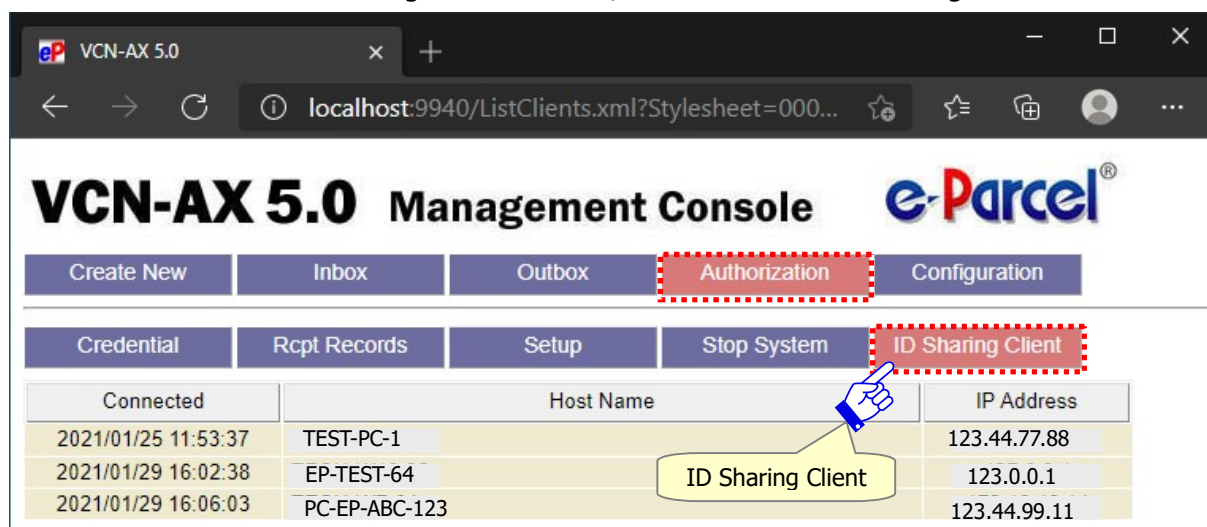 VCN-AX 5.0
localhost:9940/ListClients.xml?Stylesheet=000...
VCN-AX 5.0 Management Console e-Parcel®
Create New Inbox Outbox Authorization Configuration
Credential Rcpt Records Setup Stop System ID Sharing Client
Connected Host Name IP Address
2021/01/25 11:53:37 TEST-PC-1 123.44.77.88
2021/01/29 16:02:38 EP-TEST-64 123.0.0.1
2021/01/29 16:06:03 PC-EP-ABC-123 123.44.99.11
ID Sharing Client